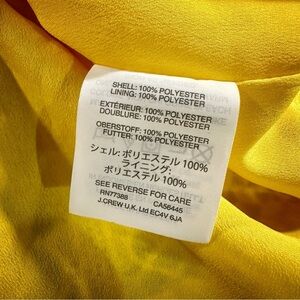 SHELL: 100% POLYESTER
LINING: 100% POLYESTER
EXTÉRIEUR: 100% POLYESTER
DOUBLURE: 100% POLYESTER
OBERSTOFF: 100% POLYESTER
FUTTER: 100% POLYESTER
シェル: ポリエステル 100%
ライニング:
ポリエステル 100%
SEE REVERSE FOR CARE
RN77388 CA56445
J.CREW U.K. Ltd EC4V 6JA